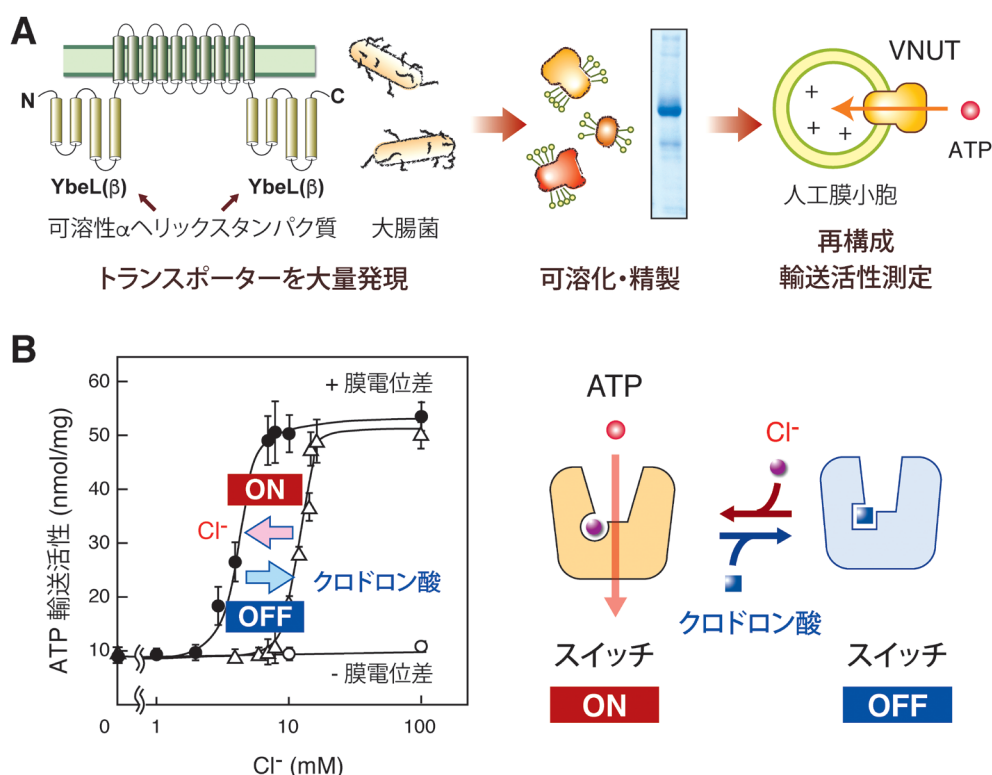 A
N
C
YbeL(β)
YbeL(β)
可溶性αヘリックスタンパク質
大腸菌
トランスポーターを大量発現
可溶化・精製
VNUT
+
+ +
ATP
人工膜小胞
再構成
輸送活性測定
B
ATP 輸送活性 (nmol/mg)
60
50
40
30
20
10
+ 膜電位差
ON
Cl-
クロドロン酸
OFF
- 膜電位差
0 1 10 100
Cl- (mM)
ATP
Cl-
クロドロン酸
スイッチ
ON
スイッチ
OFF